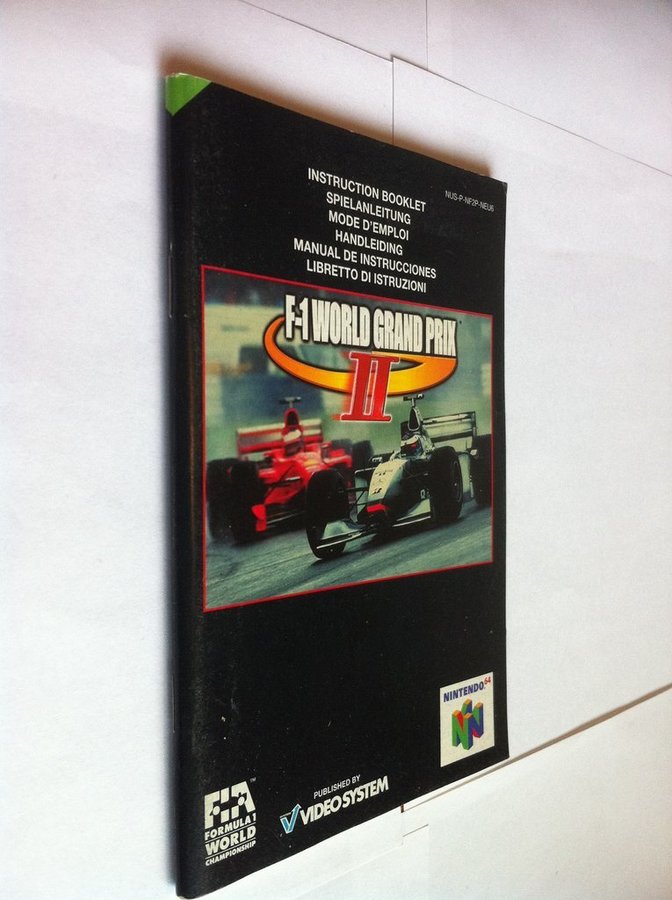 INSTRUCTION BOOKLET
SPIELANLEITUNG
MODE D'EMPLOI
HANDLEIDING
MANUAL DE INSTRUCCIONES
LIBRETTO DI ISTRUZIONI
NUS-P-NF2P-NEU6
F-1 WORLD GRAND PRIX
II
NINTENDO64
FIA™
FORMULA 1
WORLD
CHAMPIONSHIP
PUBLISHED BY
VIDEO SYSTEM